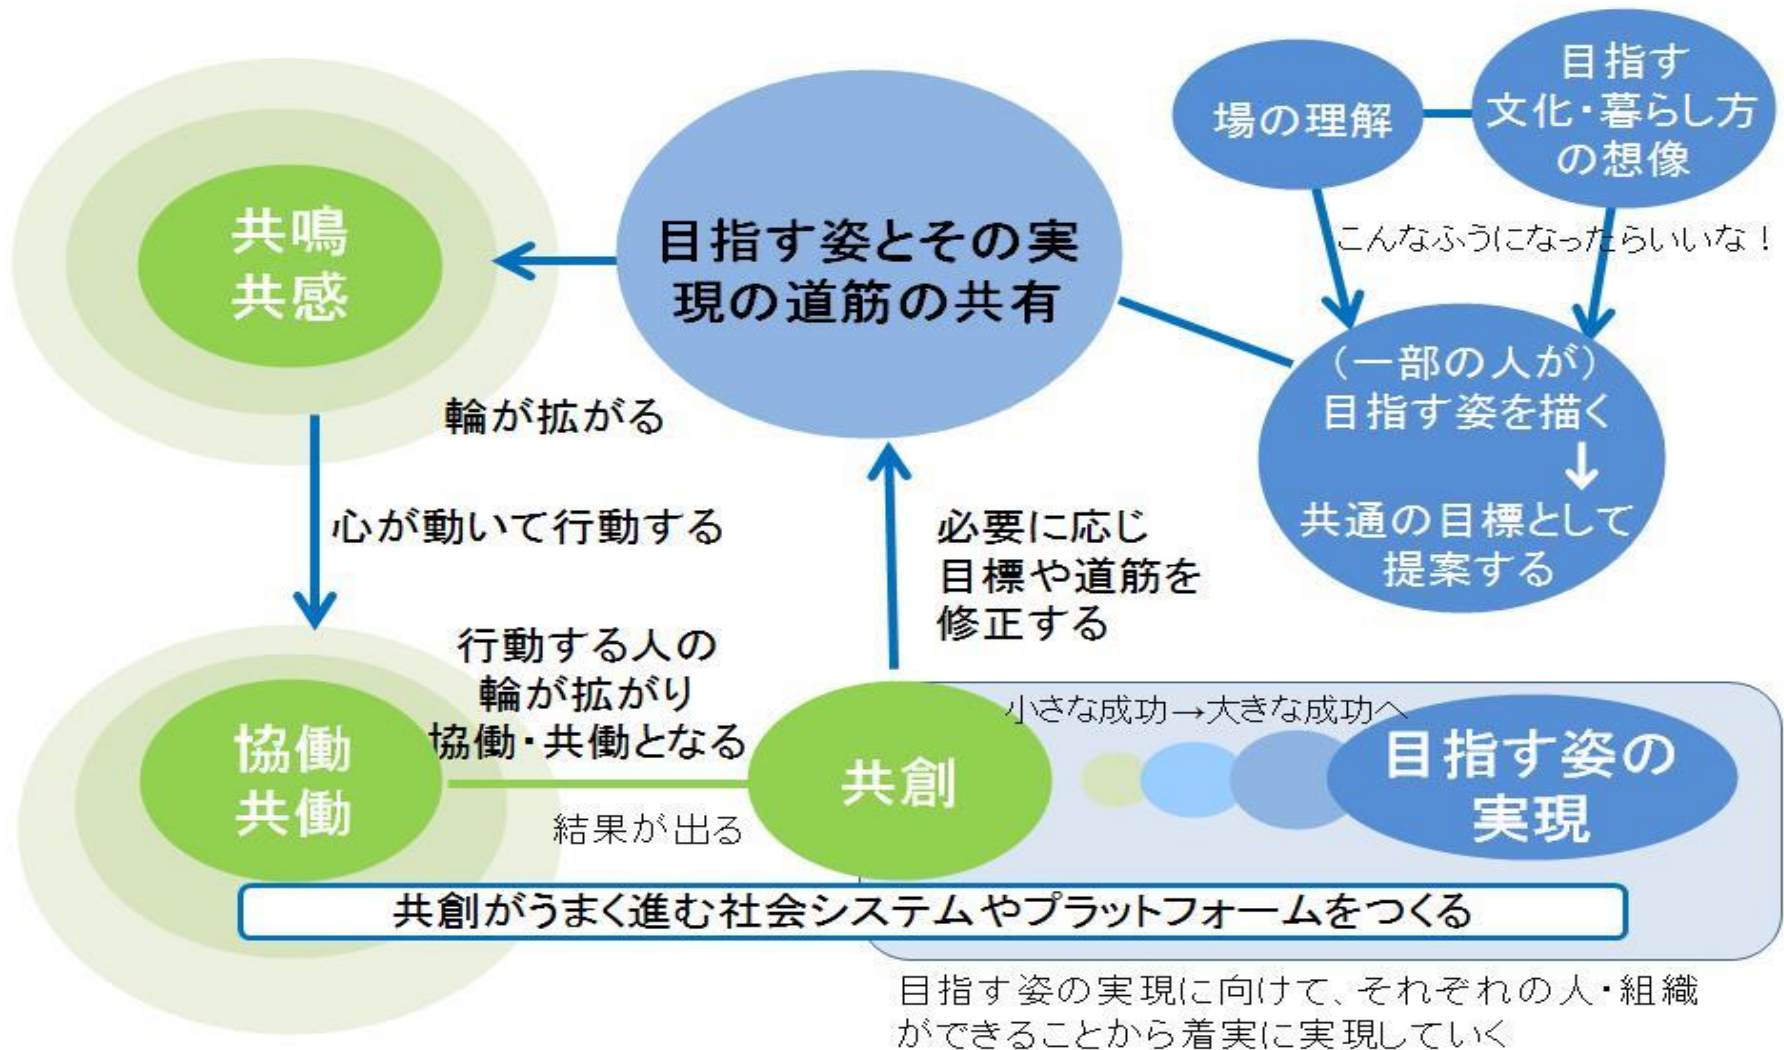 場の理解
目指す
文化・暮らし方
の想像
こんなふうになったらいいな！
目指す姿とその実
現の道筋の共有
共鳴
共感
（一部の人が）
目指す姿を描く
↓
共通の目標として
提案する
輪が拡がる
心が動いて行動する
必要に応じ
目標や道筋を
修正する
行動する人の
輪が拡がり
協働・共働となる
協働
共働
結果が出る
共創
小さな成功→大きな成功へ
目指す姿の
実現
共創がうまく進む社会システムやプラットフォームをつくる
目指す姿の実現に向けて、それぞれの人・組織
ができることから着実に実現していく